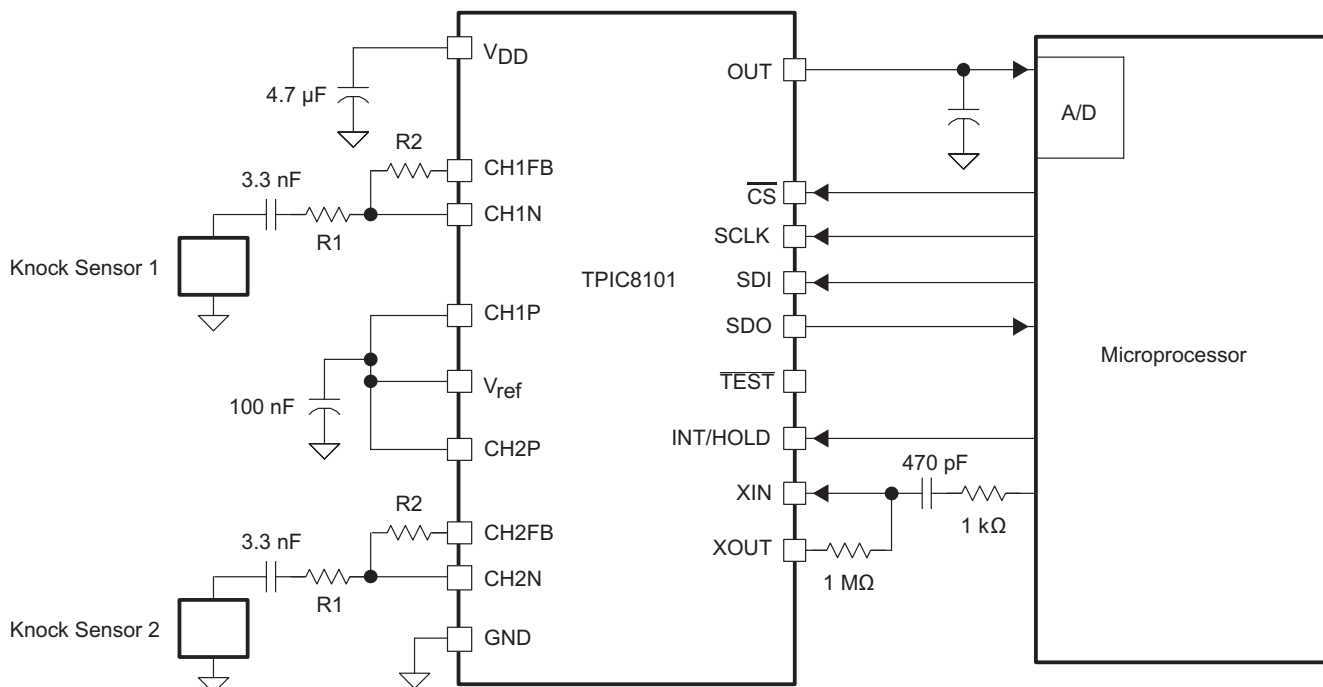 VDD
OUT
4.7 µF
A/D
R2
CH1FB
3.3 nF
CS
CH1N
R1
SCLK
Knock Sensor 1
TPIC8101
SDI
CH1P
SDO
Microprocessor
Vref
TEST
100 nF
CH2P
INT/HOLD
470 pF
R2
XIN
CH2FB
1 kΩ
3.3 nF
XOUT
CH2N
R1
1 MΩ
Knock Sensor 2
GND